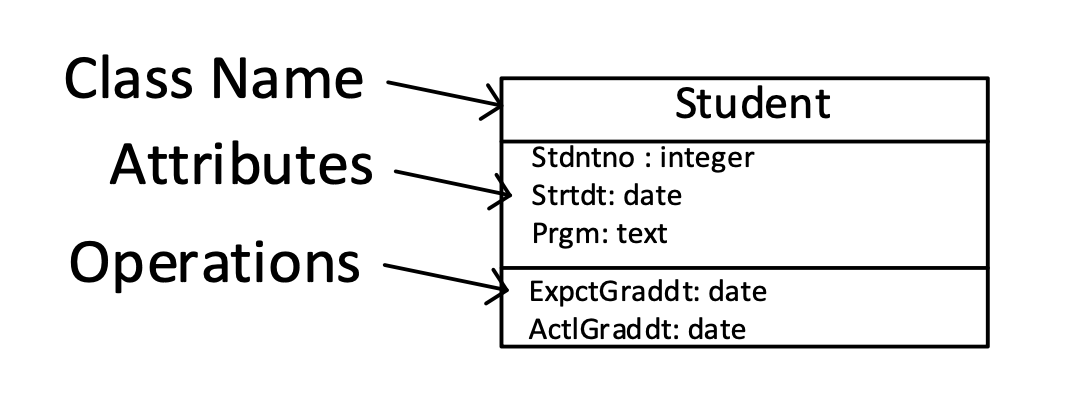 Class Name
Student
Attributes
Stdntno : integer
Strtdt: date
Prgm: text
Operations
ExpctGraddt: date
ActlGraddt: date